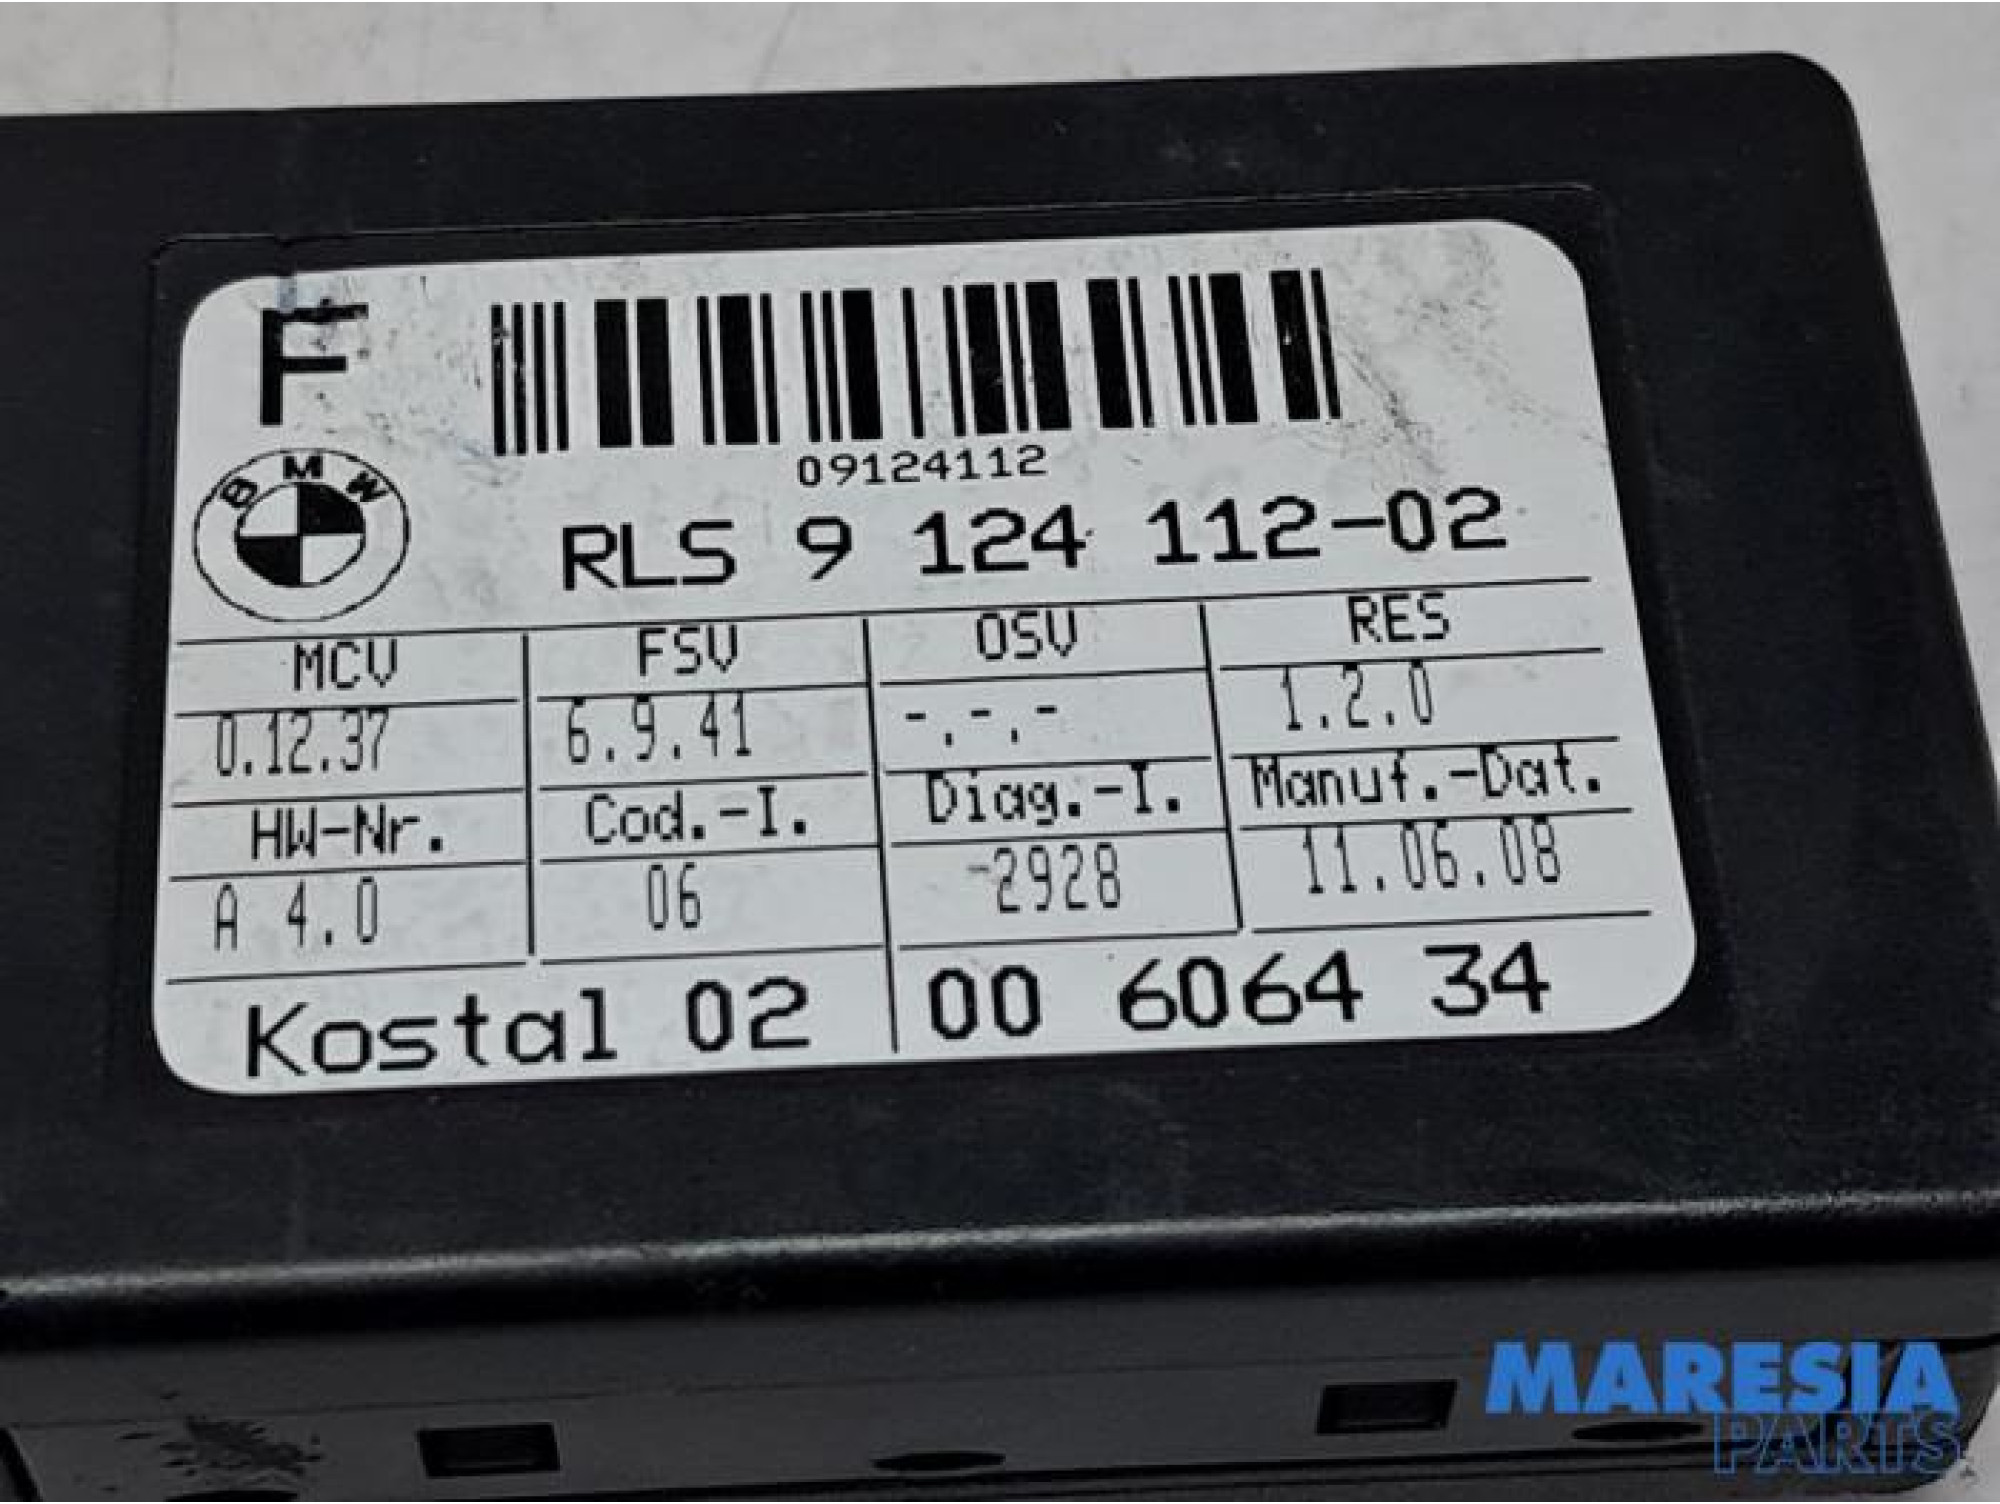 F
09124112
BMW
RLS 9 124 112-02
MCV FSV OSV RES
0.12.37 6.9.41 -.-.- 1.2.0
HW-Nr. Cod.-I. Diag.-I. Manuf.-Dat.
A 4.0 06 -2928 11.06.08
Kostal 02 00 6064 34
MARESIA
PARTS